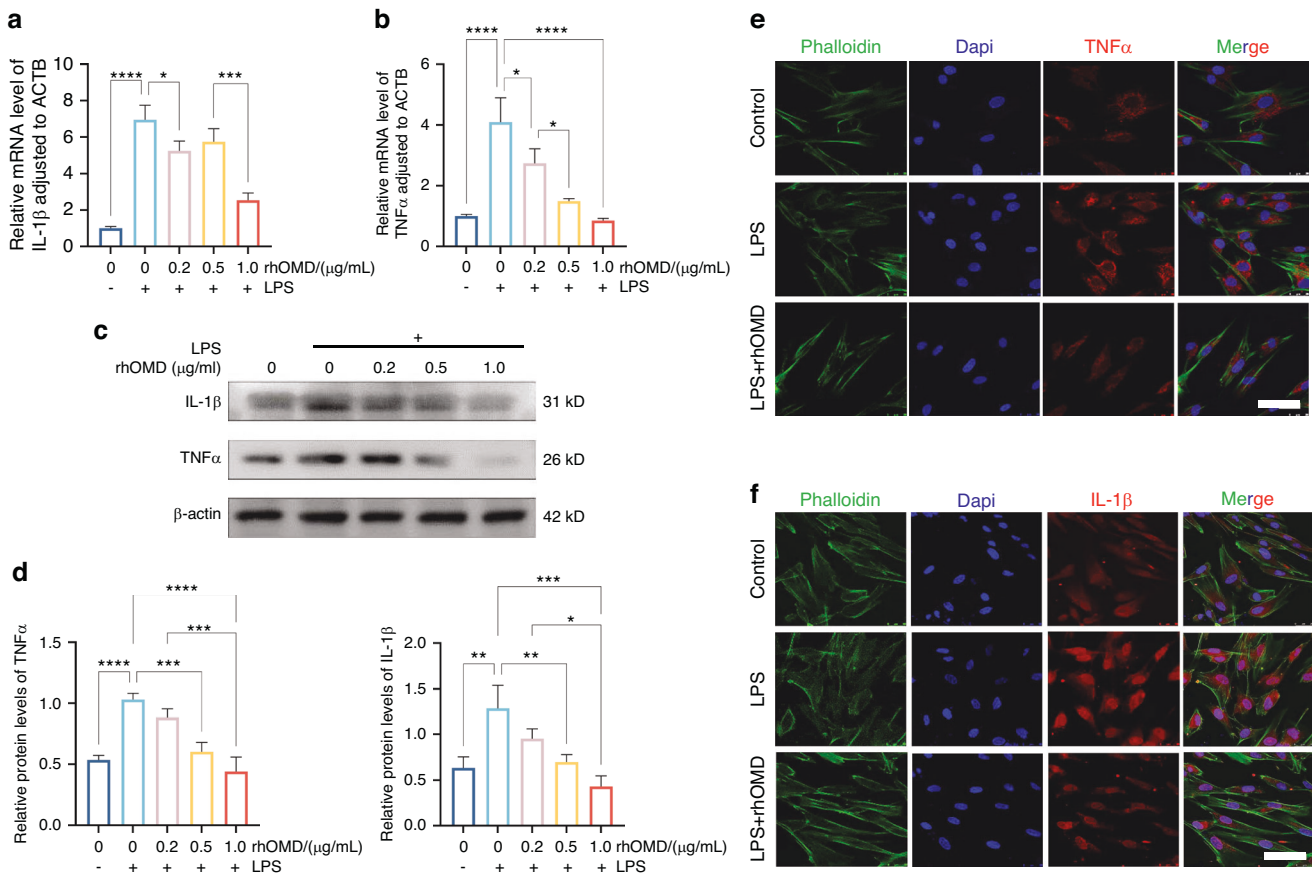 a
**** * ***
Relative mRNA level of
IL-1β adjusted to ACTB
10
8
6
4
2
0
0 0 0.2 0.5 1.0 rhOMD/(μg/mL)
- + + + + LPS
b
**** ****
*
*
Relative mRNA level of
TNFα adjusted to ACTB
6
4
2
0
0 0 0.2 0.5 1.0 rhOMD/(μg/mL)
- + + + + LPS
c
LPS +
rhOMD (μg/ml) 0 0 0.2 0.5 1.0
IL-1β 31 kD
TNFα 26 kD
β-actin 42 kD
d
****
***
**** ***
Relative protein levels of TNFα
1.5
1.0
0.5
0.0
0 0 0.2 0.5 1.0 rhOMD/(μg/mL)
- + + + + LPS
***
*
** **
Relative protein levels of IL-1β
2.0
1.5
1.0
0.5
0.0
0 0 0.2 0.5 1.0 rhOMD/(μg/mL)
- + + + + LPS
e
Phalloidin Dapi TNFα Merge
Control
LPS
LPS+rhOMD
f
Phalloidin Dapi IL-1β Merge
Control
LPS
LPS+rhOMD